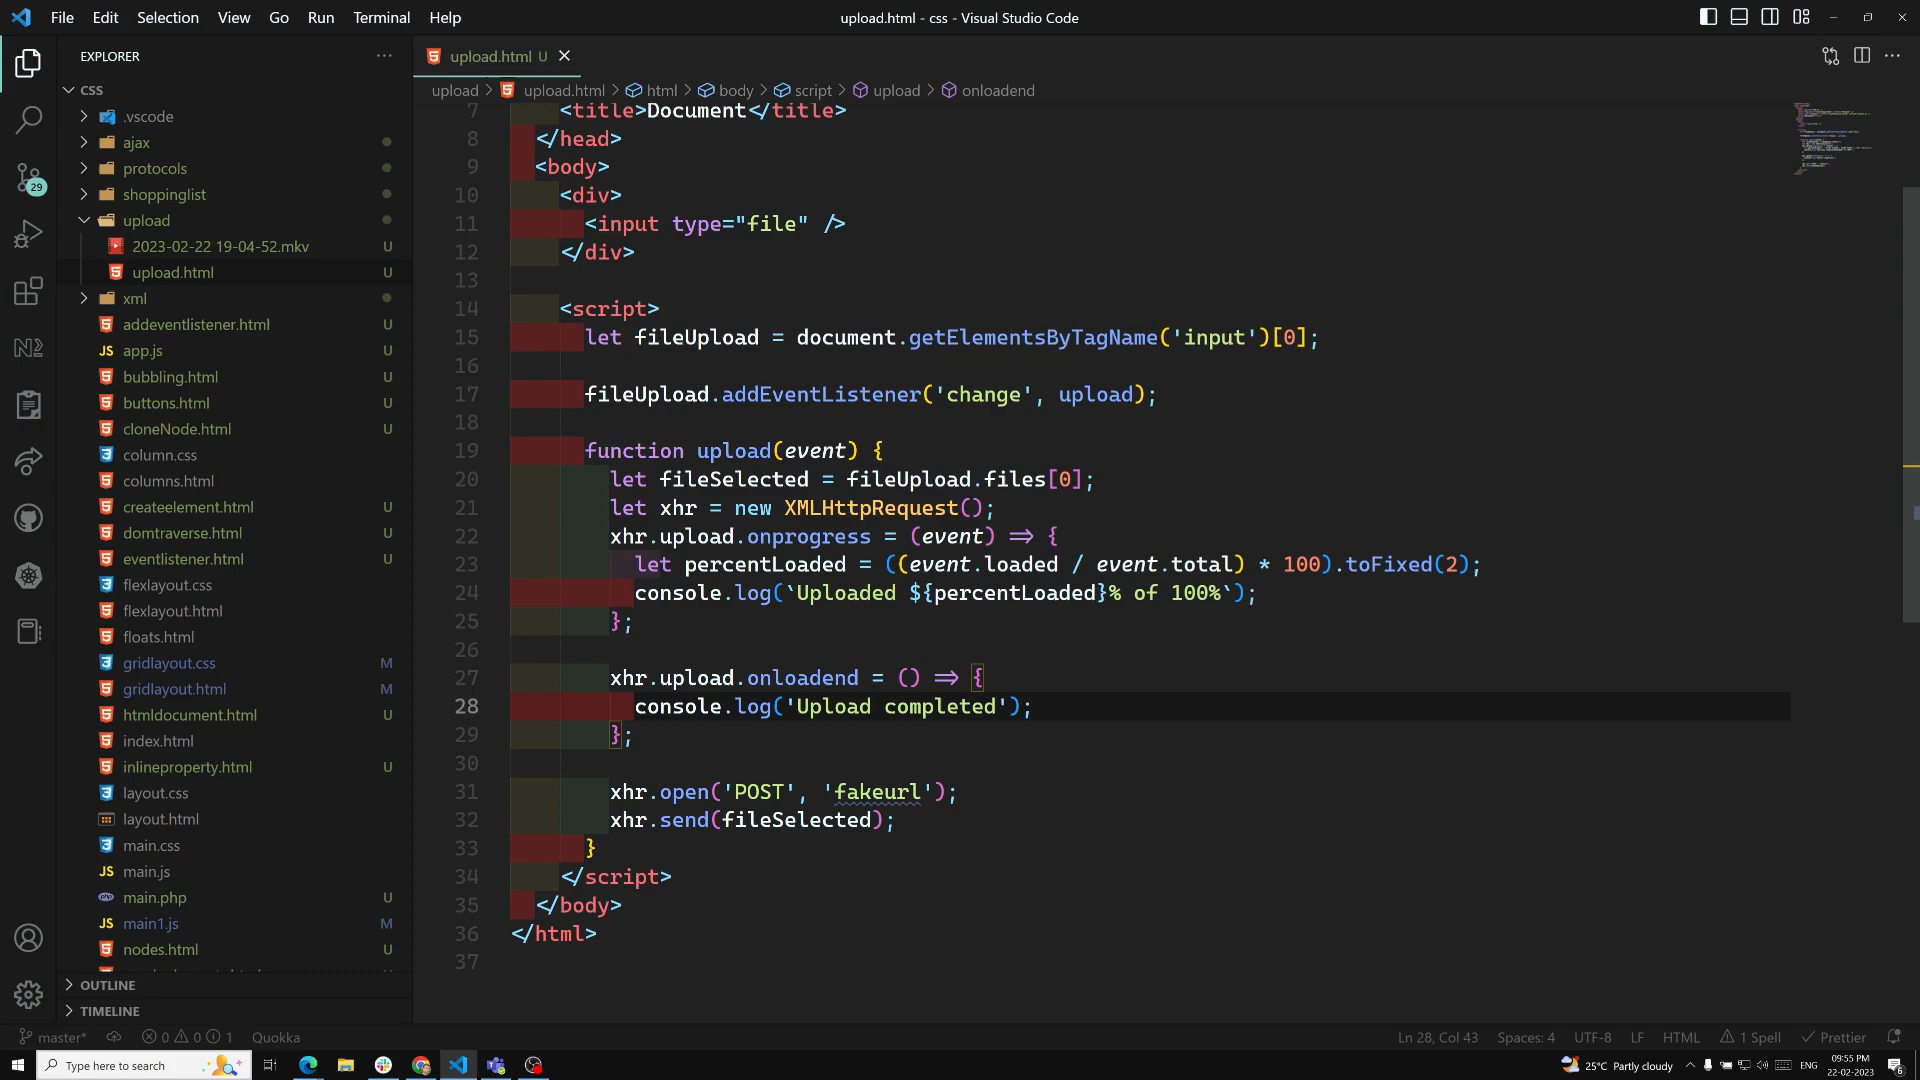 File Edit Selection View Go Run Terminal Help
upload.html - css - Visual Studio Code
EXPLORER
CSS
.vscode
ajax
protocols
shoppinglist
upload
2023-02-22 19-04-52.mkv U
upload.html U
xml
addeventlistener.html U
JS app.js U
bubbling.html U
buttons.html U
cloneNode.html U
column.css
columns.html
createelement.html U
domtraverse.html U
eventlistener.html U
flexlayout.css
flexlayout.html
floats.html
gridlayout.css M
gridlayout.html M
htmldocument.html U
index.html
inlineproperty.html U
layout.css
layout.html
main.css
JS main.js
main.php U
JS main1.js M
nodes.html U
OUTLINE
TIMELINE
29
upload.html U
upload > upload.html > html > body > script > upload > onloadend
7 <title>Document</title>
8 </head>
9 <body>
10 <div>
11 <input type="file" />
12 </div>
13
14 <script>
15 let fileUpload = document.getElementsByTagName('input')[0];
16
17 fileUpload.addEventListener('change', upload);
18
19 function upload(event) {
20 let fileSelected = fileUpload.files[0];
21 let xhr = new XMLHttpRequest();
22 xhr.upload.onprogress = (event) => {
23 let percentLoaded = ((event.loaded / event.total) * 100).toFixed(2);
24 console.log(`Uploaded ${percentLoaded}% of 100%`);
25 };
26
27 xhr.upload.onloadend = () => {
28 console.log('Upload completed');
29 };
30
31 xhr.open('POST', 'fakeurl');
32 xhr.send(fileSelected);
33 }
34 </script>
35 </body>
36 </html>
37
master* 0 0 1 Quokka
Ln 28, Col 43 Spaces: 4 UTF-8 LF HTML 1 Spell Prettier
Type here to search
25°C Partly cloudy ENG 09:55 PM
22-02-2023
6